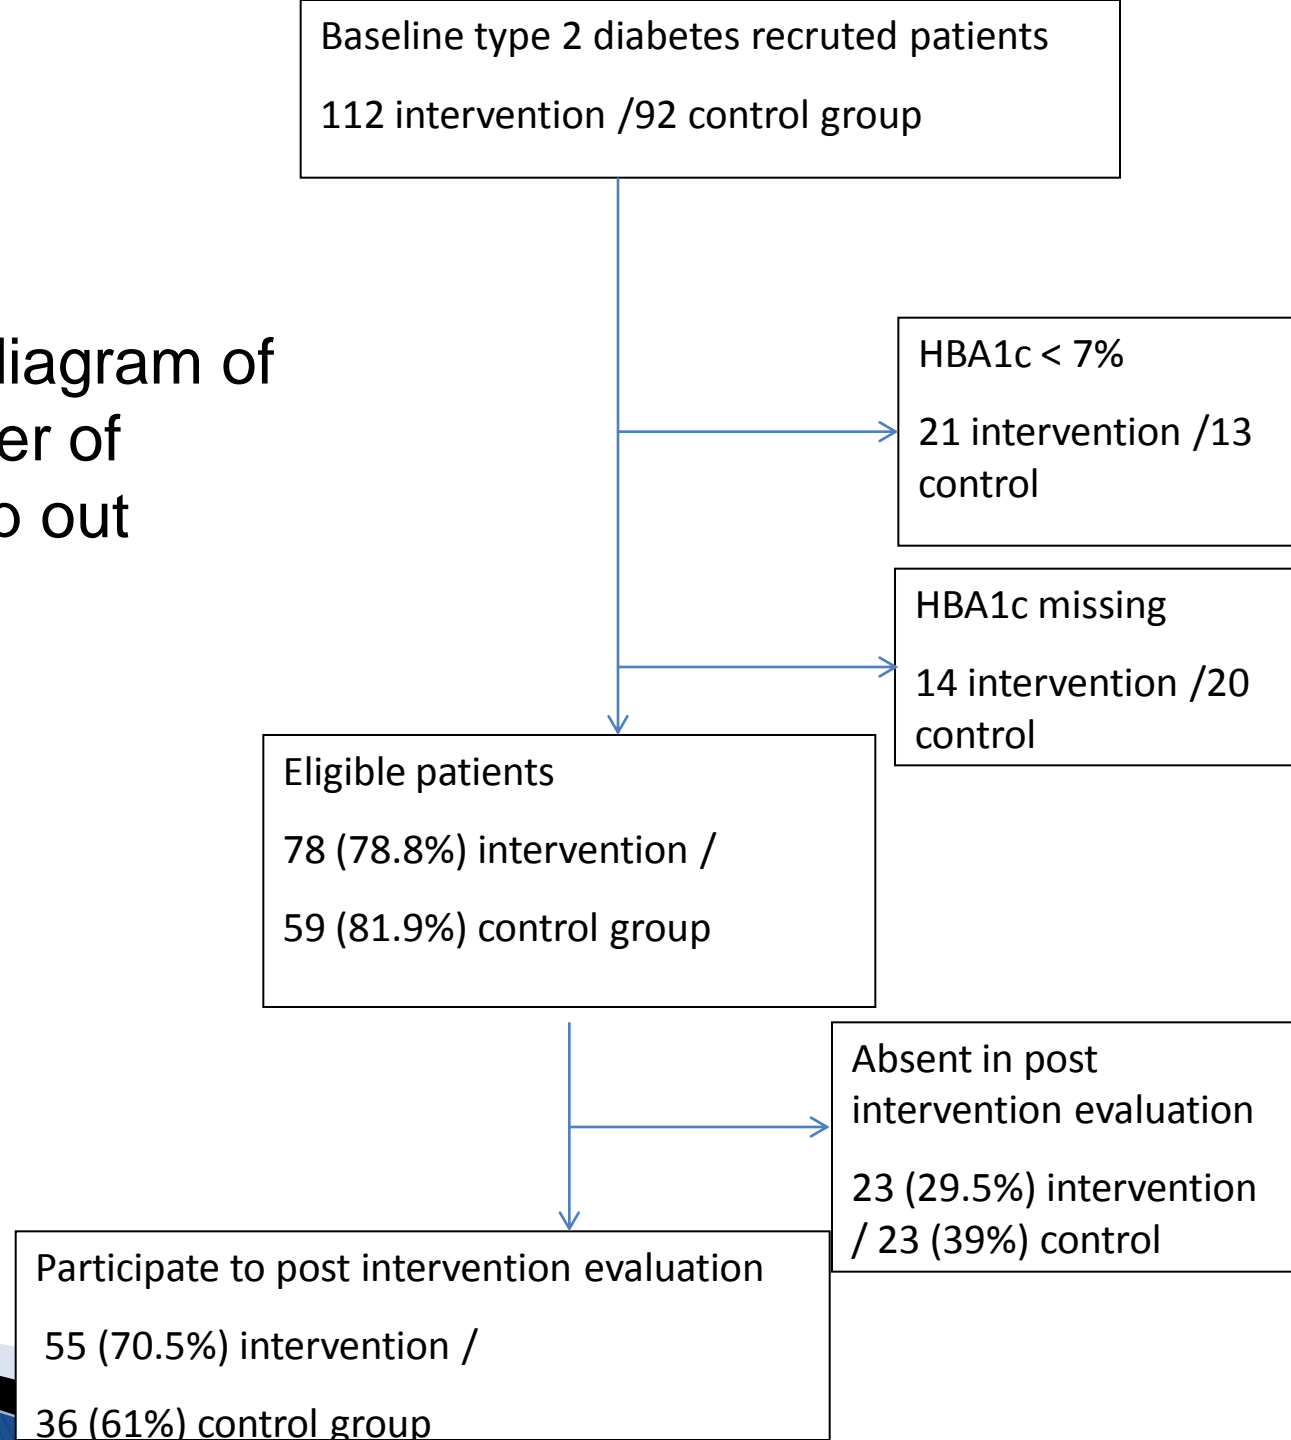 Baseline type 2 diabetes recruted patients
112 intervention /92 control group
diagram of
er of
out
HBA1c < 7%
21 intervention /13
control
HBA1c missing
14 intervention /20
control
Eligible patients
78 (78.8%) intervention /
59 (81.9%) control group
Absent in post
intervention evaluation
23 (29.5%) intervention
/ 23 (39%) control
Participate to post intervention evaluation
55 (70.5%) intervention /
36 (61%) control group